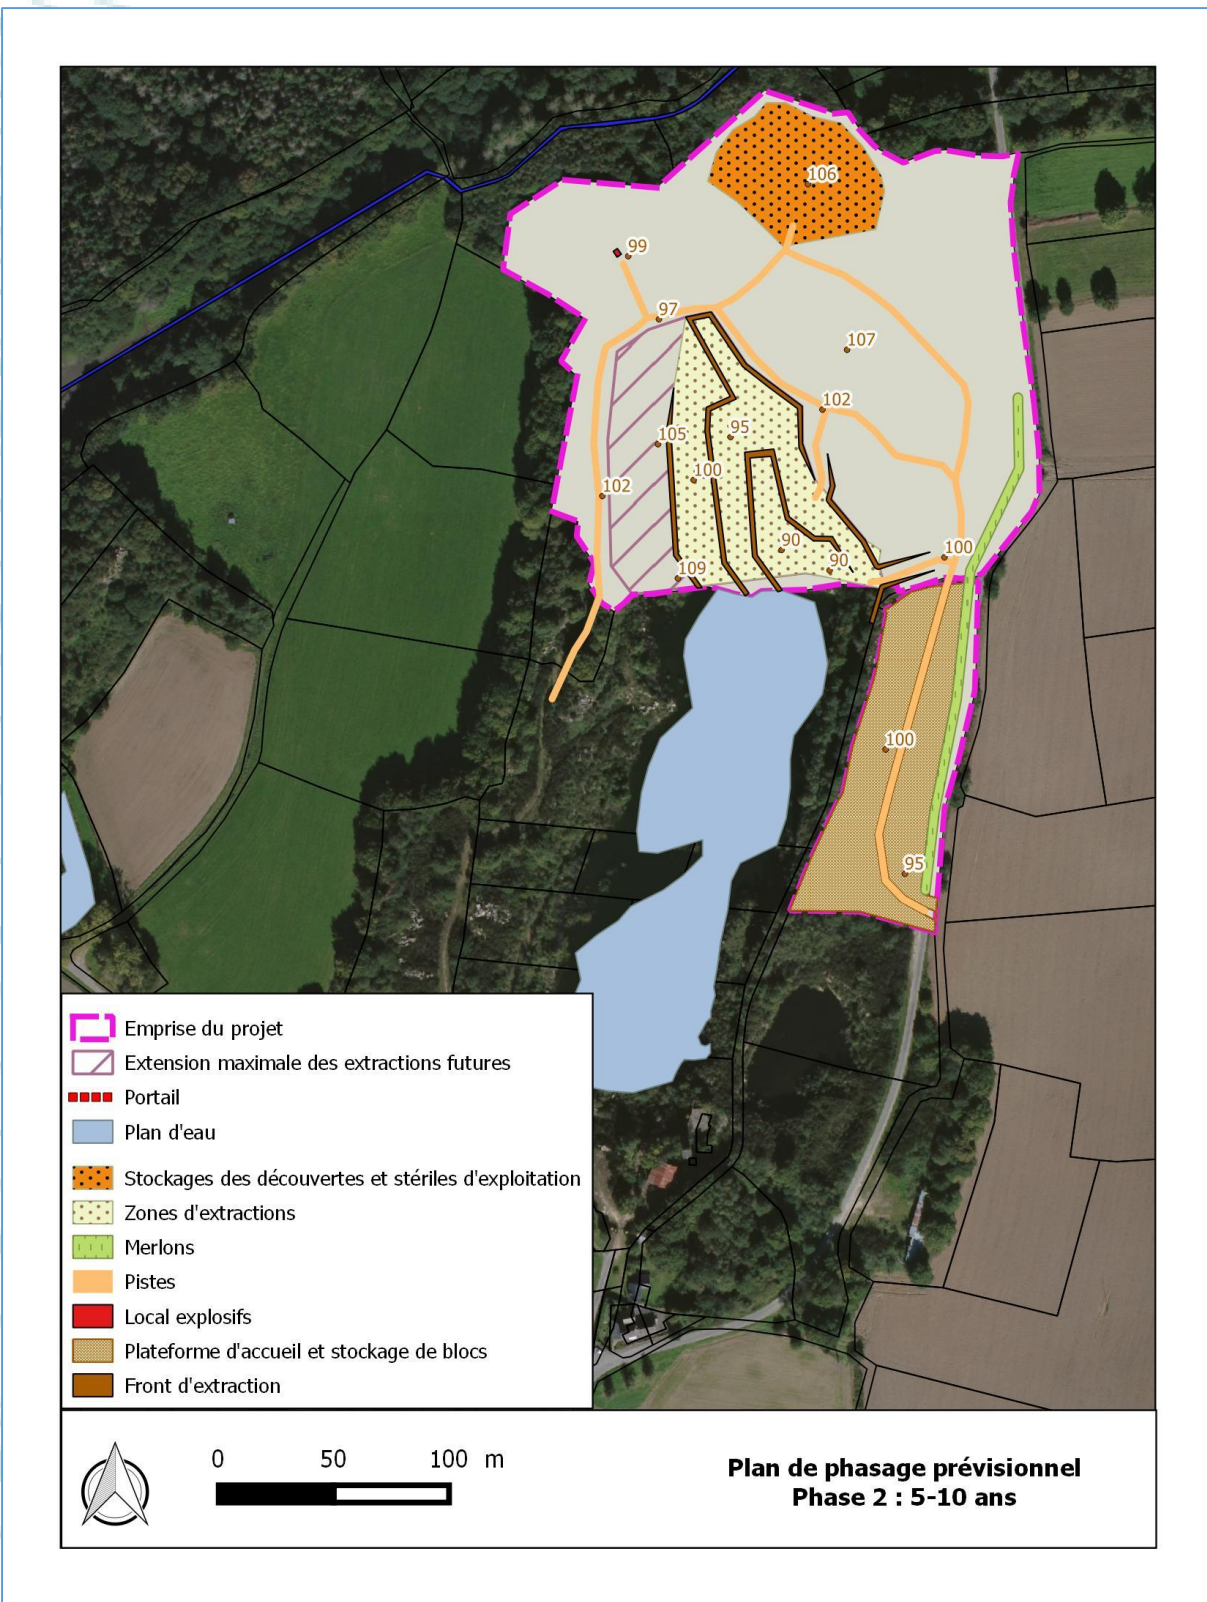 106
99
97
107
102
105
95
100
102
90
90
100
109
100
95
Emprise du projet
Extension maximale des extractions futures
Portail
Plan d'eau
Stockages des découvertes et stériles d'exploitation
Zones d'extractions
Merlons
Pistes
Local explosifs
Plateforme d'accueil et stockage de blocs
Front d'extraction
0 50 100 m
Plan de phasage prévisionnel
Phase 2 : 5-10 ans